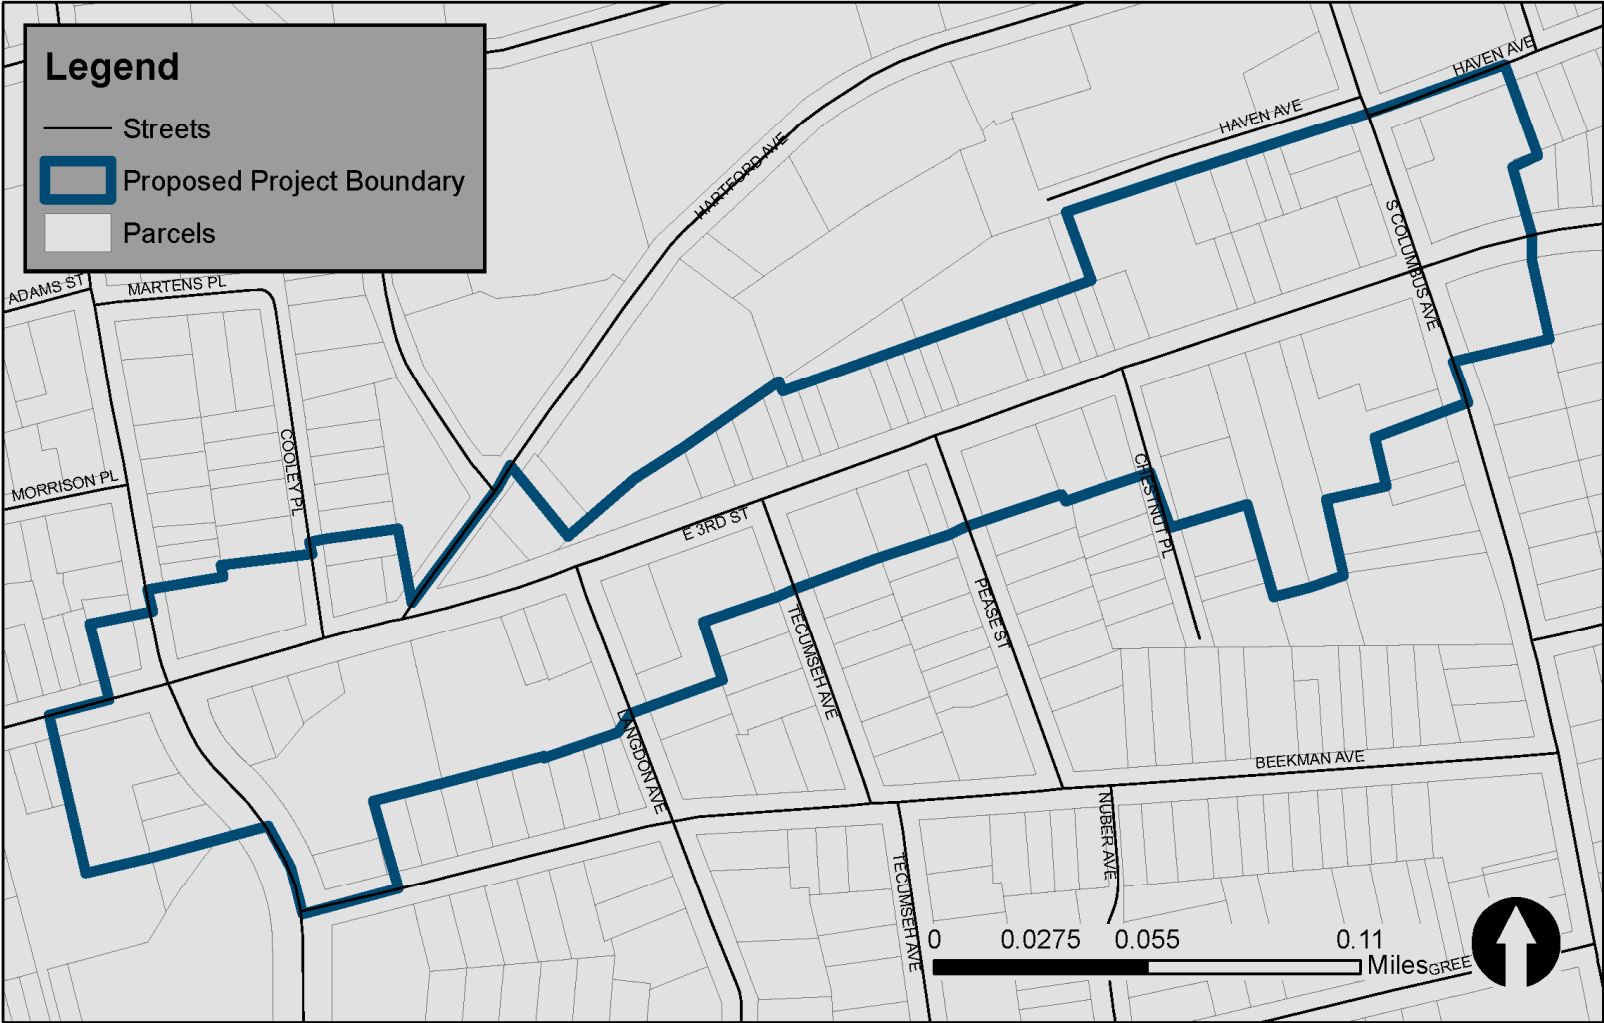 Legend
Streets
Proposed Project Boundary
Parcels
HAVEN AVE
HAVEN AVE
HARTFORD AVE
S COLUMBUS AVE
ADAMS ST
MARTENS PL
COOLEY PL
MORRISON PL
CHESTNUT PL
E 3RD ST
PEASE ST
TECUMSEH AVE
LANGDON AVE
BEEKMAN AVE
NUBER AVE
TECUMSEH AVE
0 0.0275 0.055 0.11
Miles
GREE